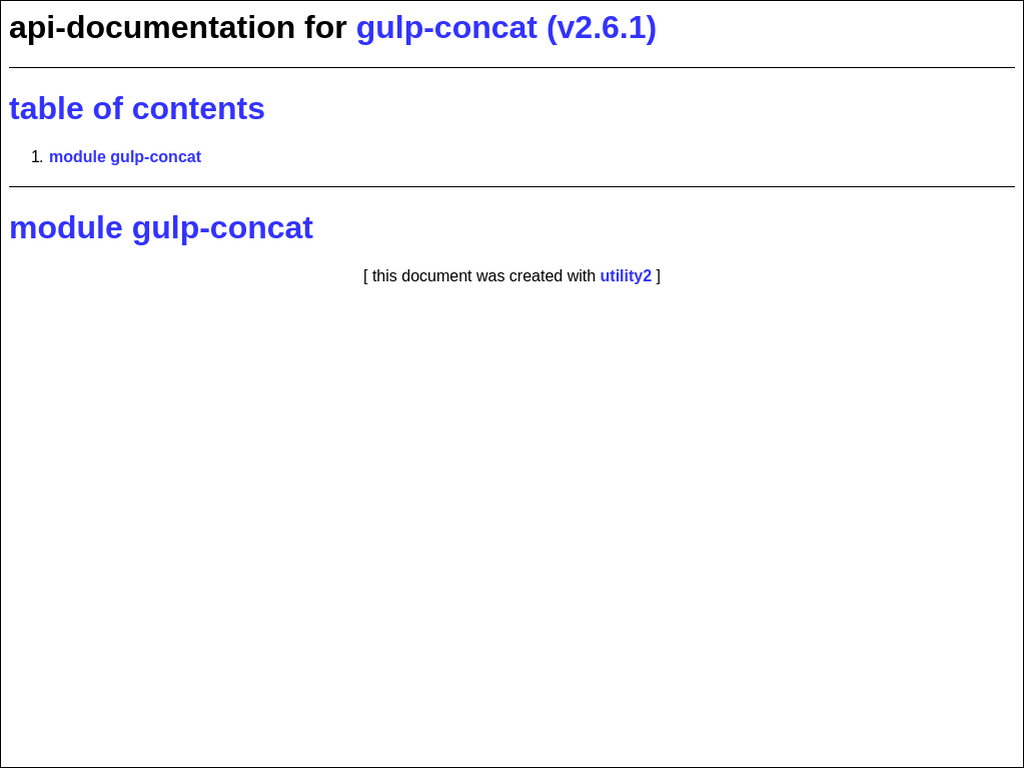 api-documentation for gulp-concat (v2.6.1)
table of contents
1. module gulp-concat
module gulp-concat
[ this document was created with utility2 ]